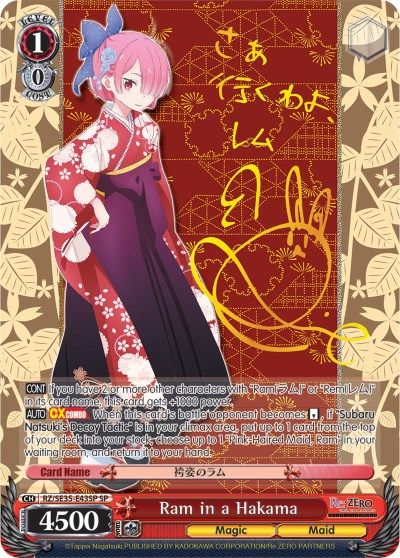 LEVEL
1
0
COST
さぁ
行くわよ、
レム
CONT If you have 2 or more other characters with "Ram(ラム)" or "Rem(レム)"
in its card name, this card gets +1000 power.
AUTO CX COMBO When this card's battle opponent becomes , if "Subaru
Natsuki's Decoy Tactic" is in your climax area, put up to 1 card from the top
of your deck into your stock, choose up to 1 "Pink-Haired Maid, Ram" in your
waiting room, and return it to your hand.
Card Name 袴姿のラム
CH RZ/SE35-E43SP SP
POWER
4500
SOUL
Ram in a Hakama
Re:ZERO
Magic Maid
©Tappei Nagatsuki,PUBLISHED BY KADOKAWA CORPORATION/Re:ZERO PARTNERS